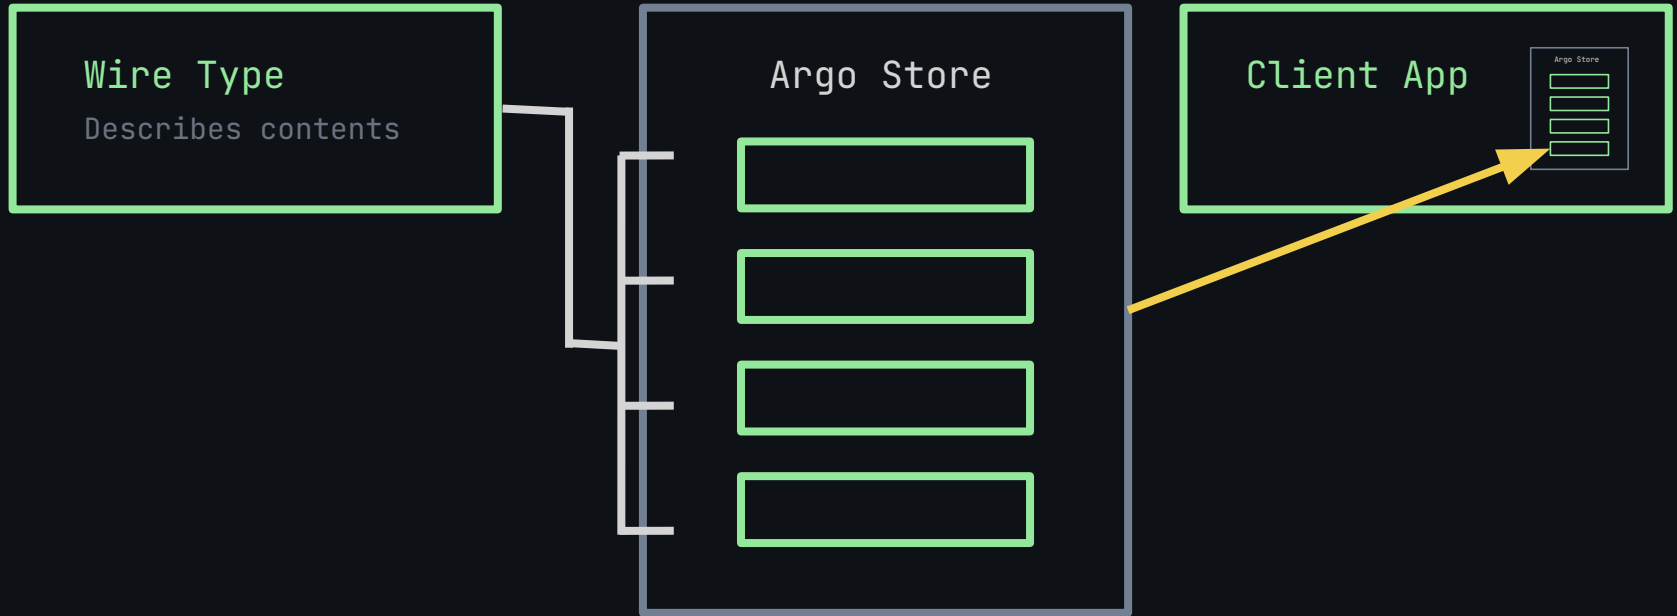 Wire Type
Describes contents
Argo Store
Client App
Argo Store